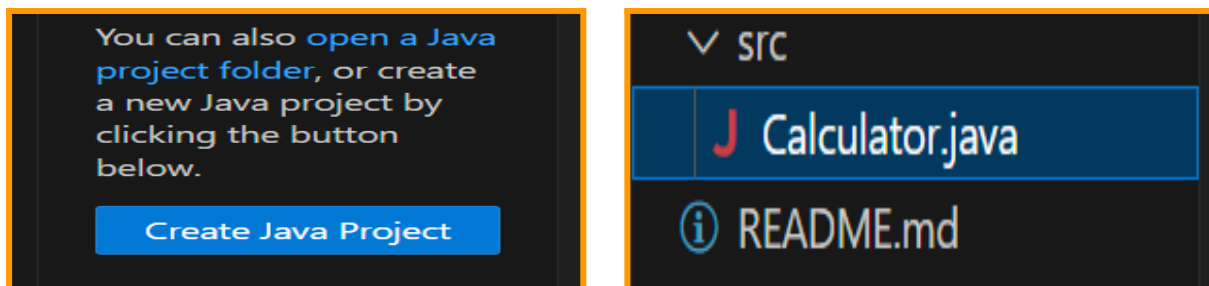 You can also open a Java
project folder, or create
a new Java project by
clicking the button
below.
Create Java Project
src
Calculator.java
README.md